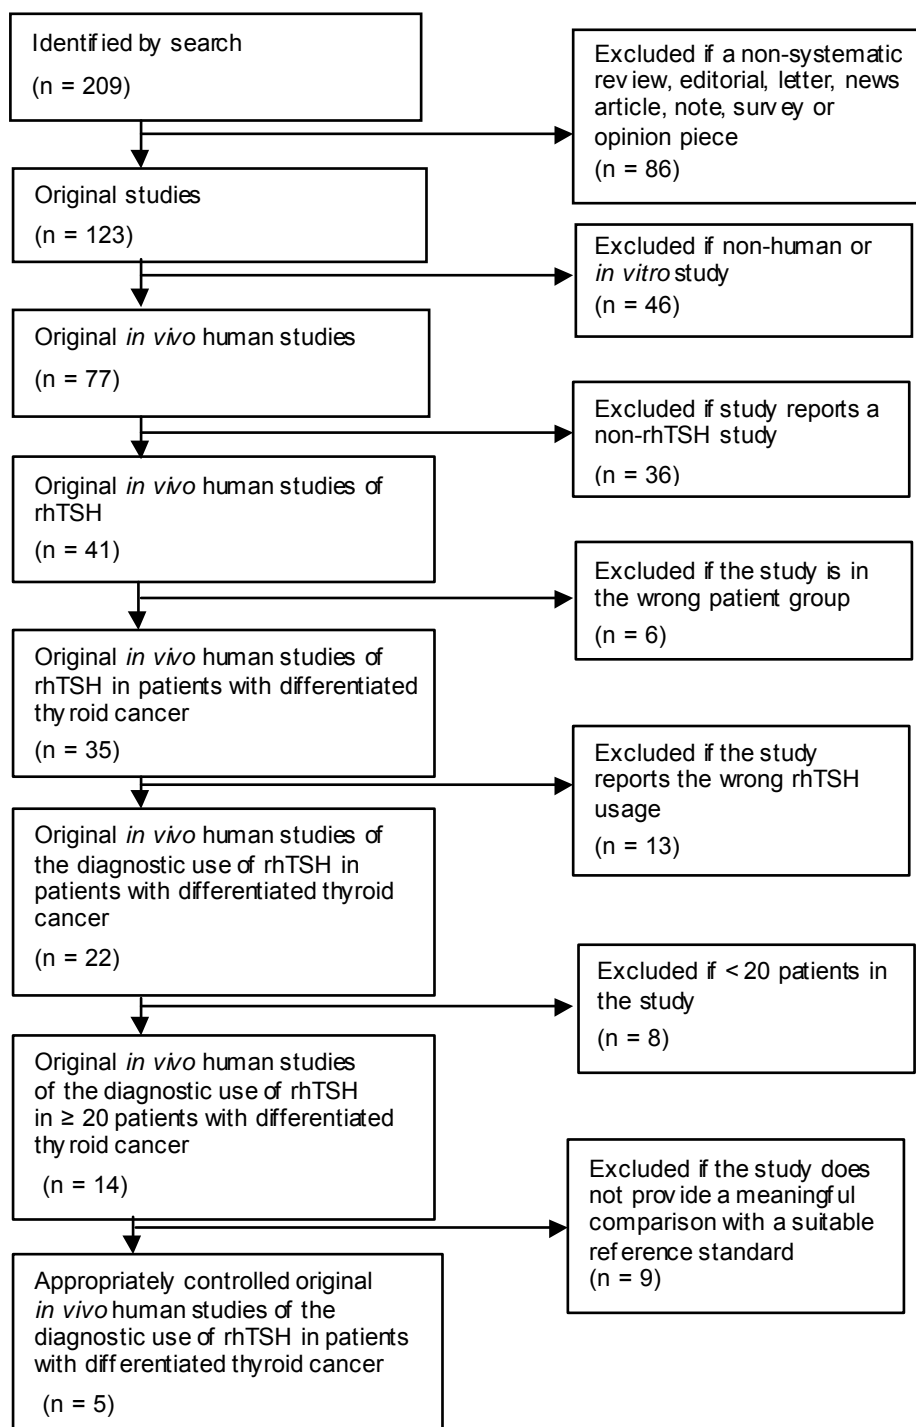 Identified by search
(n = 209)
Excluded if a non-systematic
review, editorial, letter, news
article, note, survey or
opinion piece
(n = 86)
Original studies
(n = 123)
Excluded if non-human or
in vitro study
(n = 46)
Original in vivo human studies
(n = 77)
Excluded if study reports a
non-rhTSH study
(n = 36)
Original in vivo human studies of
rhTSH
(n = 41)
Excluded if the study is in
the wrong patient group
(n = 6)
Original in vivo human studies of
rhTSH in patients with differentiated
thyroid cancer
(n = 35)
Excluded if the study
reports the wrong rhTSH
usage
(n = 13)
Original in vivo human studies of
the diagnostic use of rhTSH in
patients with differentiated thyroid
cancer
(n = 22)
Excluded if < 20 patients in
the study
(n = 8)
Original in vivo human studies
of the diagnostic use of rhTSH
in ≥ 20 patients with differentiated
thyroid cancer
(n = 14)
Excluded if the study does
not provide a meaningful
comparison with a suitable
reference standard
(n = 9)
Appropriately controlled original
in vivo human studies of the
diagnostic use of rhTSH in patients
with differentiated thyroid cancer
(n = 5)